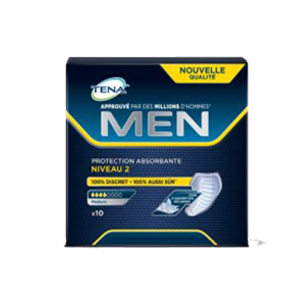 NOUVELLE
QUALITÉ
TENA
APPROUVÉ PAR DES MILLIONS D'HOMMES*
MEN
PROTECTION ABSORBANTE
NIVEAU 2
100% DISCRET - 100% AUSSI SÛR*
Medium
x10